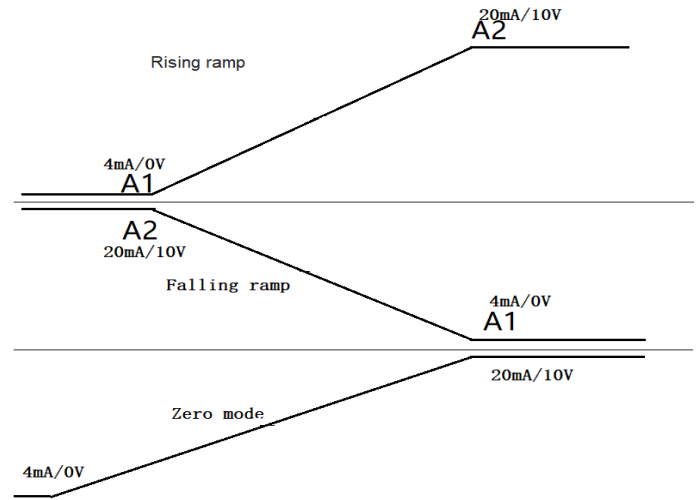 20mA/10V
A2
Rising ramp
4mA/0V
A1
A2
20mA/10V
Falling ramp
4mA/0V
A1
20mA/10V
Zero mode
4mA/0V